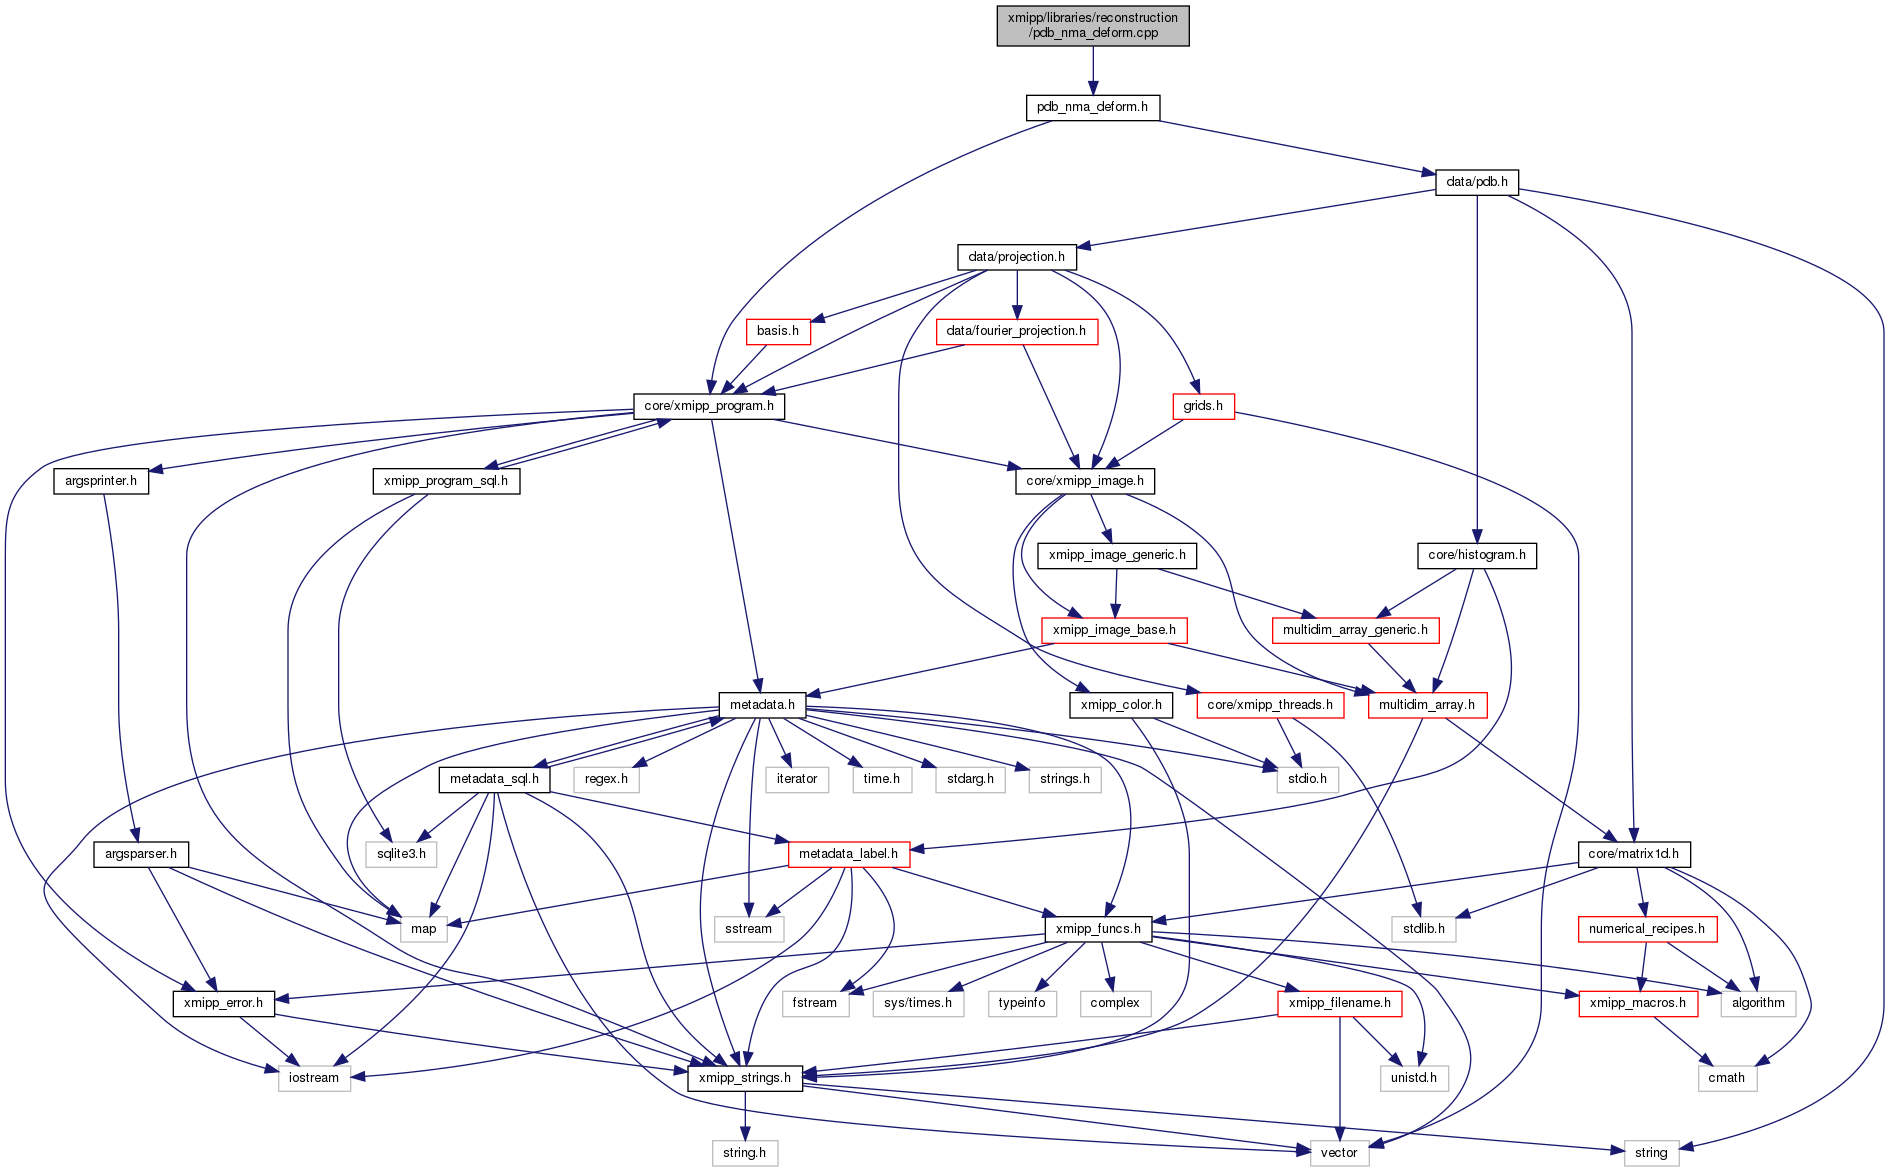 xmipp/libraries/reconstruction
/pdb_nma_deform.cpp
pdb_nma_deform.h
data/pdb.h
data/projection.h
basis.h
data/fourier_projection.h
core/xmipp_program.h
grids.h
argsprinter.h
xmipp_program_sql.h
core/xmipp_image.h
xmipp_image_generic.h
core/histogram.h
xmipp_image_base.h
multidim_array_generic.h
metadata.h
xmipp_color.h
core/xmipp_threads.h
multidim_array.h
metadata_sql.h
regex.h
iterator
time.h
stdarg.h
strings.h
stdio.h
argsparser.h
sqlite3.h
metadata_label.h
core/matrix1d.h
map
sstream
xmipp_funcs.h
stdlib.h
numerical_recipes.h
xmipp_error.h
fstream
sys/times.h
typeinfo
complex
xmipp_filename.h
xmipp_macros.h
algorithm
iostream
xmipp_strings.h
unistd.h
cmath
string.h
vector
string